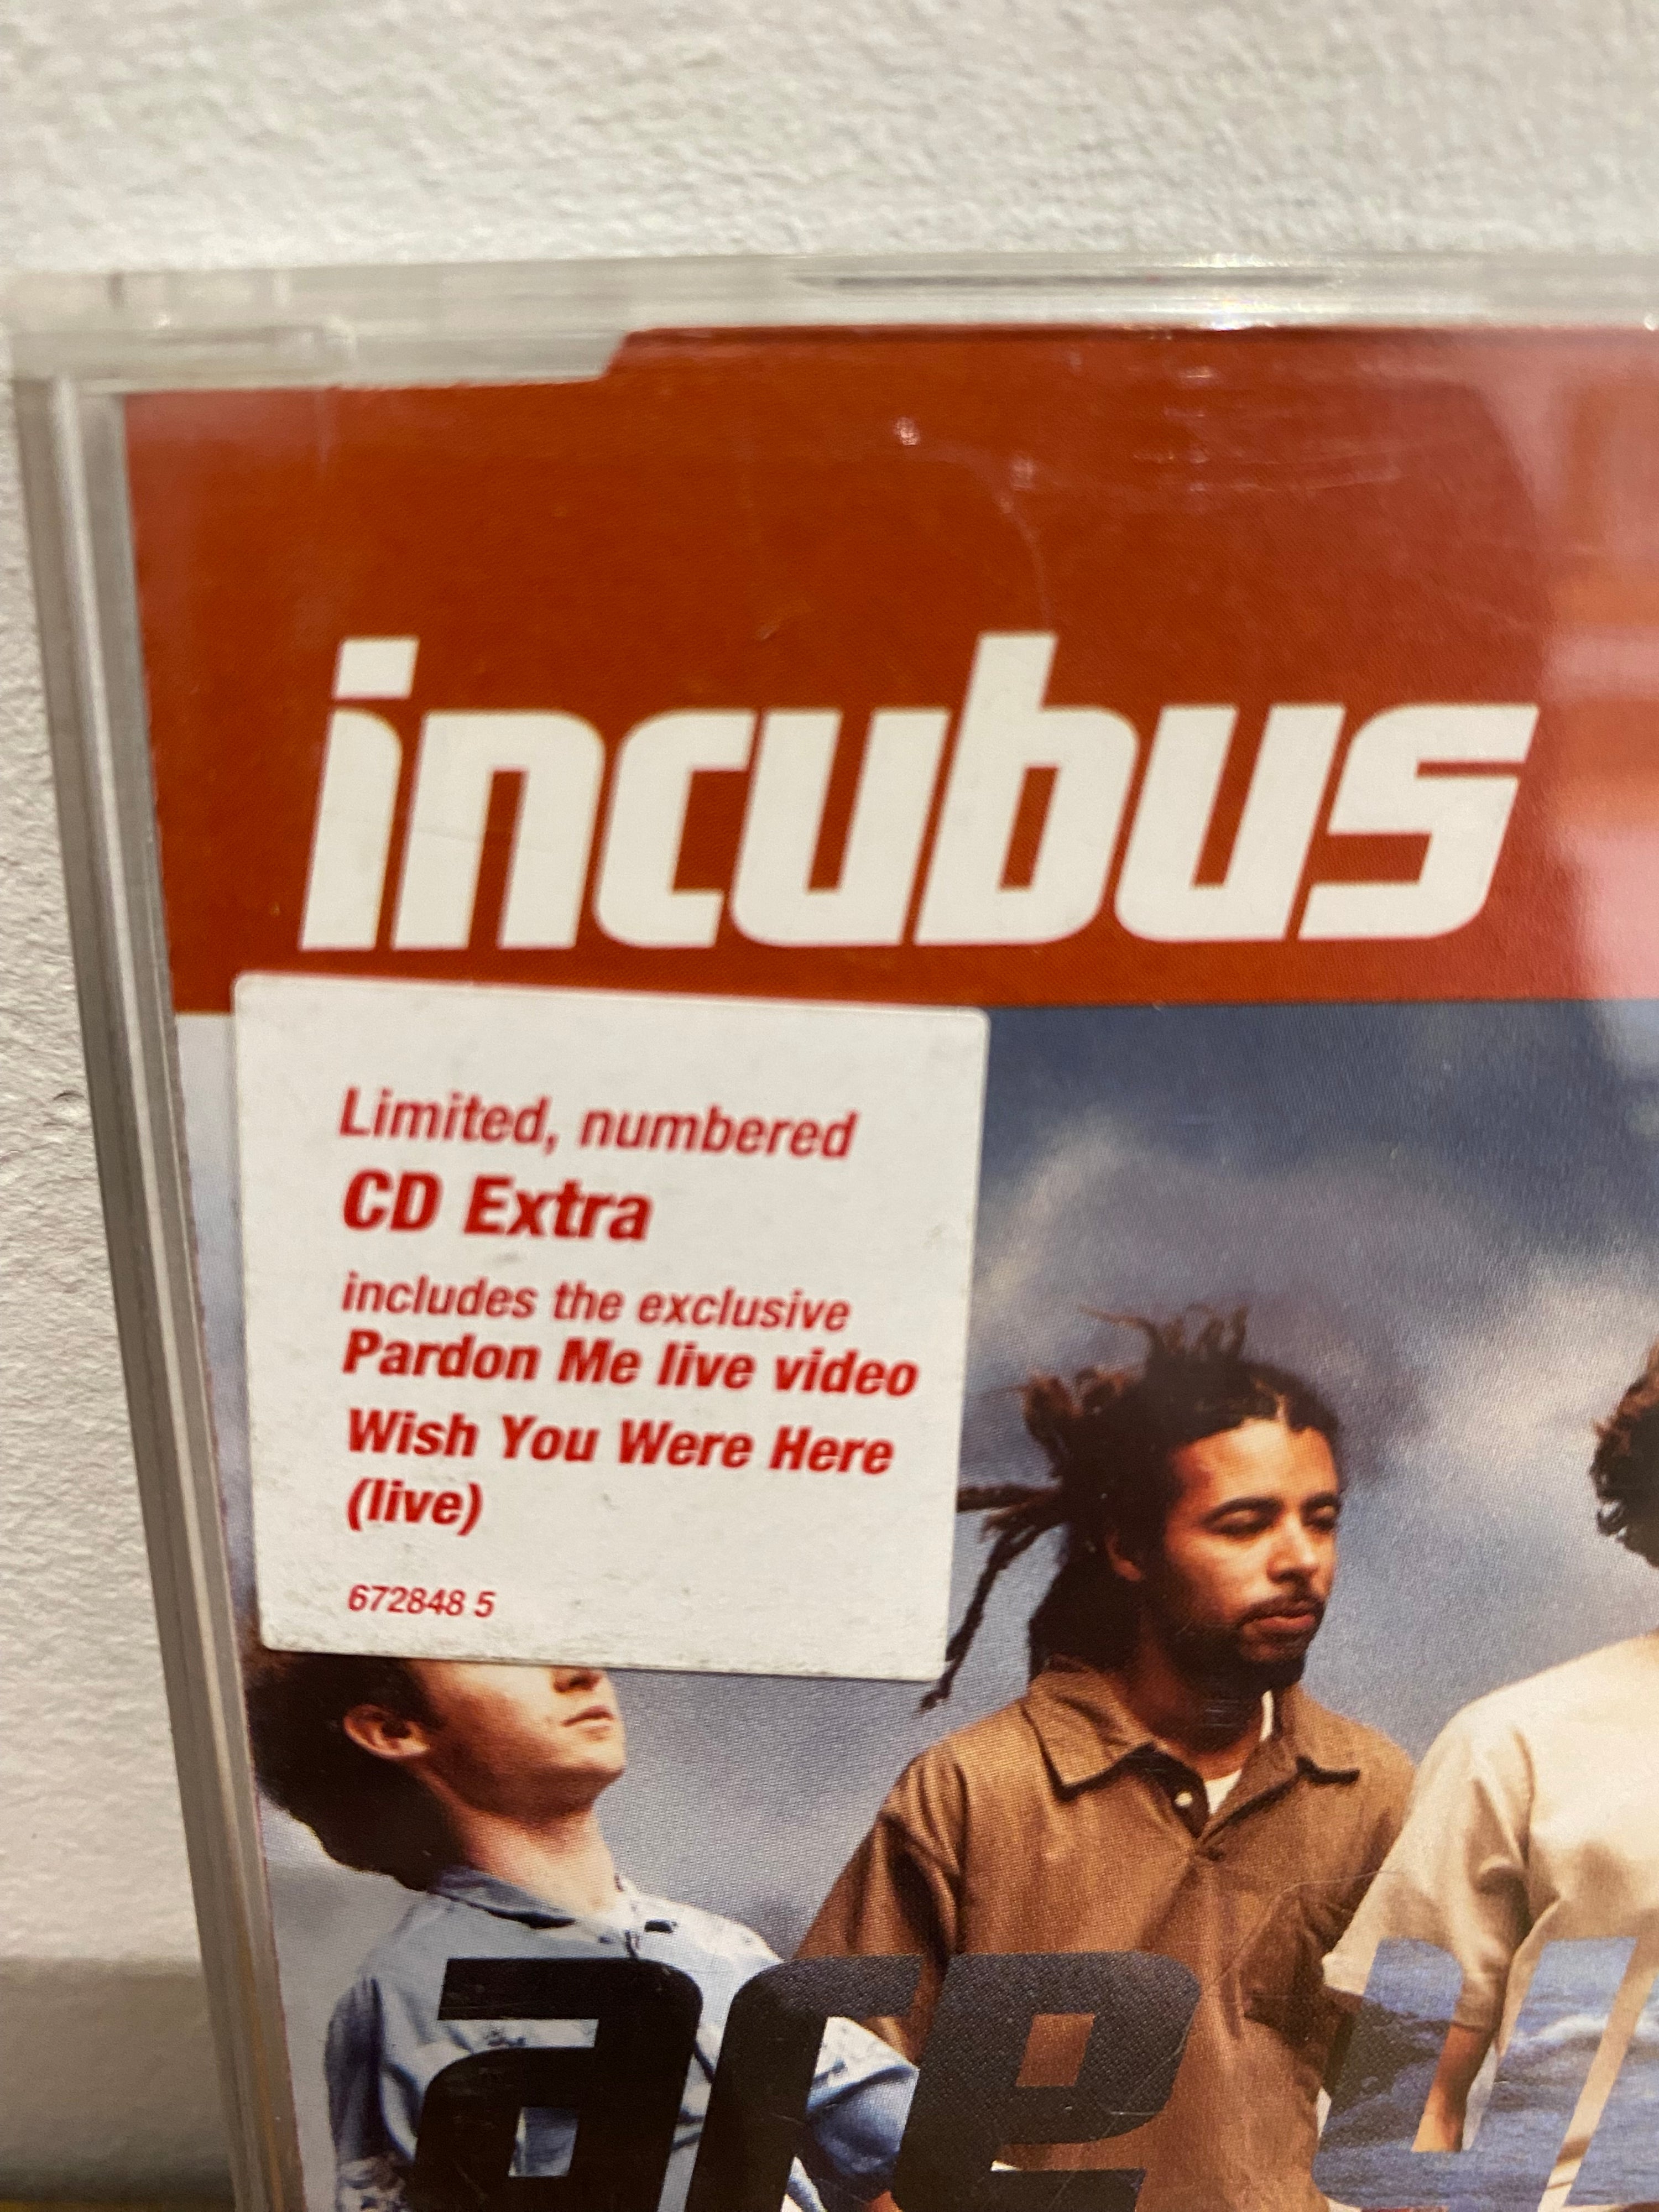 incubus
Limited, numbered
CD Extra
includes the exclusive
Pardon Me live video
Wish You Were Here
(live)
672848 5
are